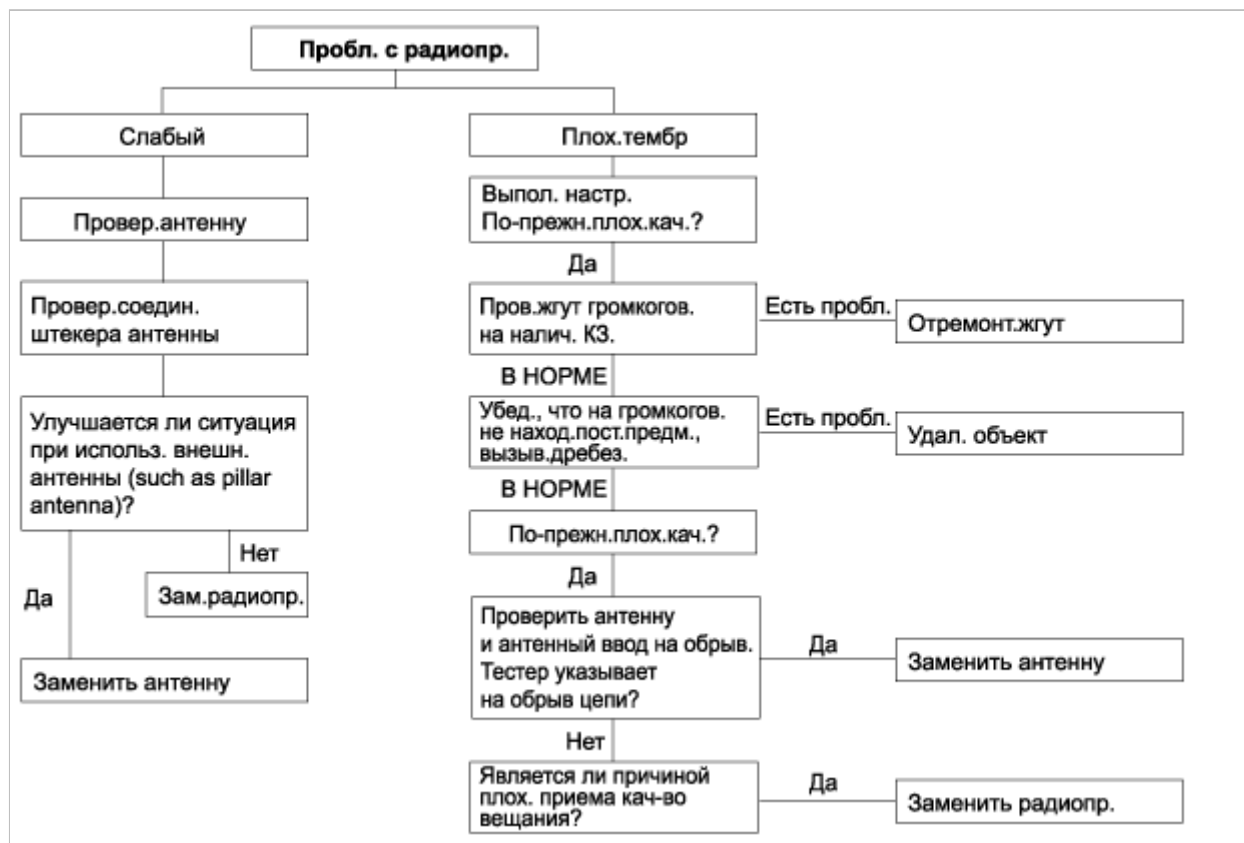 Пробл. с радиопр.
Слабый
Провер.антенну
Провер.соедин.
штекера антенны
Улучшается ли ситуация
при использ. внешн.
антенны (such as pillar
antenna)?
Нет
Зам.радиопр.
Да
Заменить антенну
Плох.тембр
Выпол. настр.
По-прежн.плох.кач.?
Да
Пров.жгут громкогов.
на налич. КЗ.
Есть пробл.
Отремонт.жгут
В НОРМЕ
Убед., что на громкогов.
не наход.пост.предм.,
вызыв.дребез.
Есть пробл.
Удал. объект
В НОРМЕ
По-прежн.плох.кач.?
Да
Проверить антенну
и антенный ввод на обрыв.
Тестер указывает
на обрыв цепи?
Да
Заменить антенну
Нет
Является ли причиной
плох. приема кач-во
вещания?
Да
Заменить радиопр.